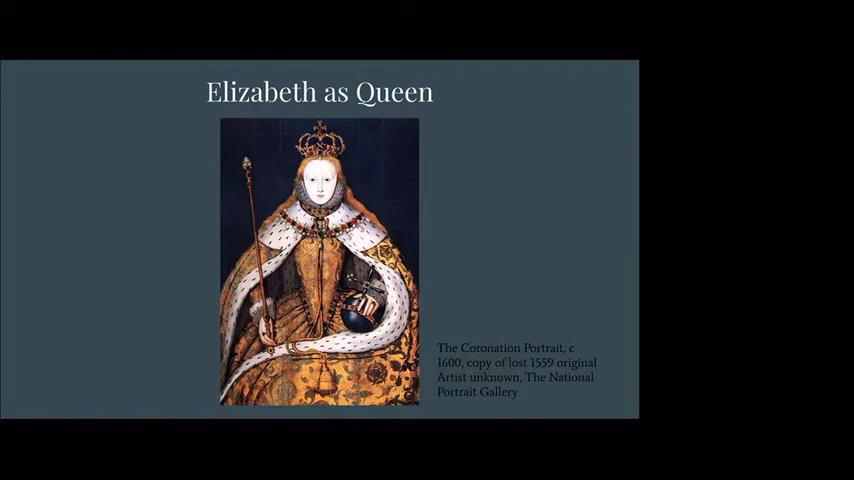 Elizabeth as Queen
The Coronation Portrait, c
1600, copy of lost 1559 original
Artist unknown, The National
Portrait Gallery